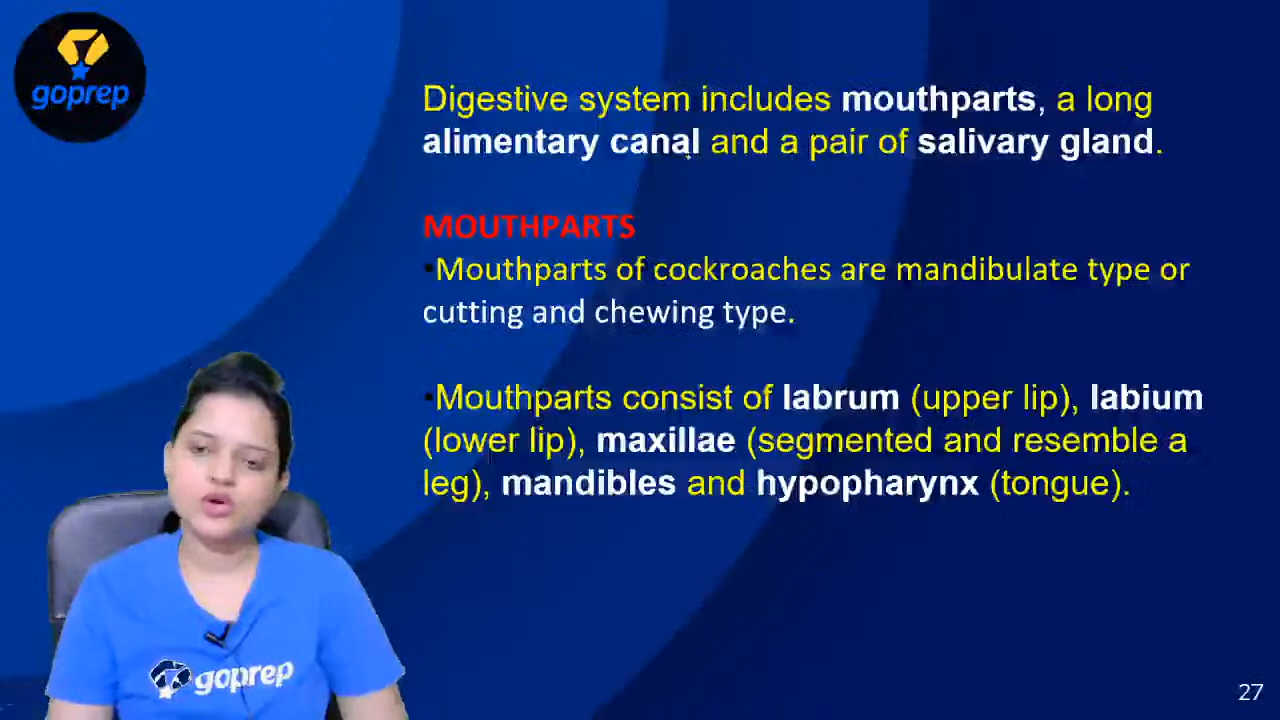 goprep
Digestive system includes mouthparts, a long
alimentary canal and a pair of salivary gland.
MOUTHPARTS
•Mouthparts of cockroaches are mandibulate type or
cutting and chewing type.
•Mouthparts consist of labrum (upper lip), labium
(lower lip), maxillae (segmented and resemble a
leg), mandibles and hypopharynx (tongue).
goprep
27